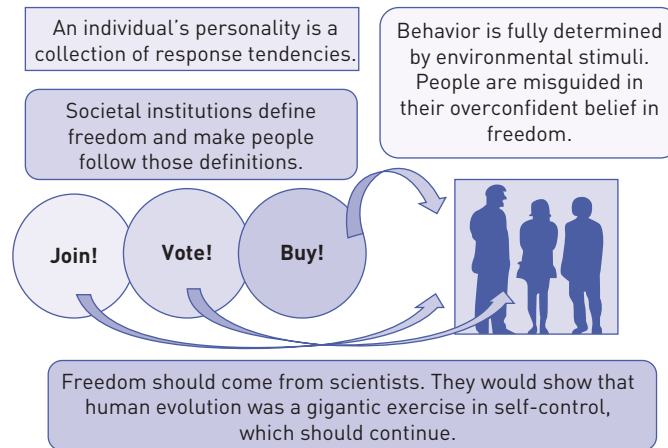 An individual's personality is a
collection of response tendencies.
Behavior is fully determined
by environmental stimuli.
People are misguided in
their overconfident belief in
freedom.
Societal institutions define
freedom and make people
follow those definitions.
Join!
Vote!
Buy!
Freedom should come from scientists. They would show that
human evolution was a gigantic exercise in self-control,
which should continue.